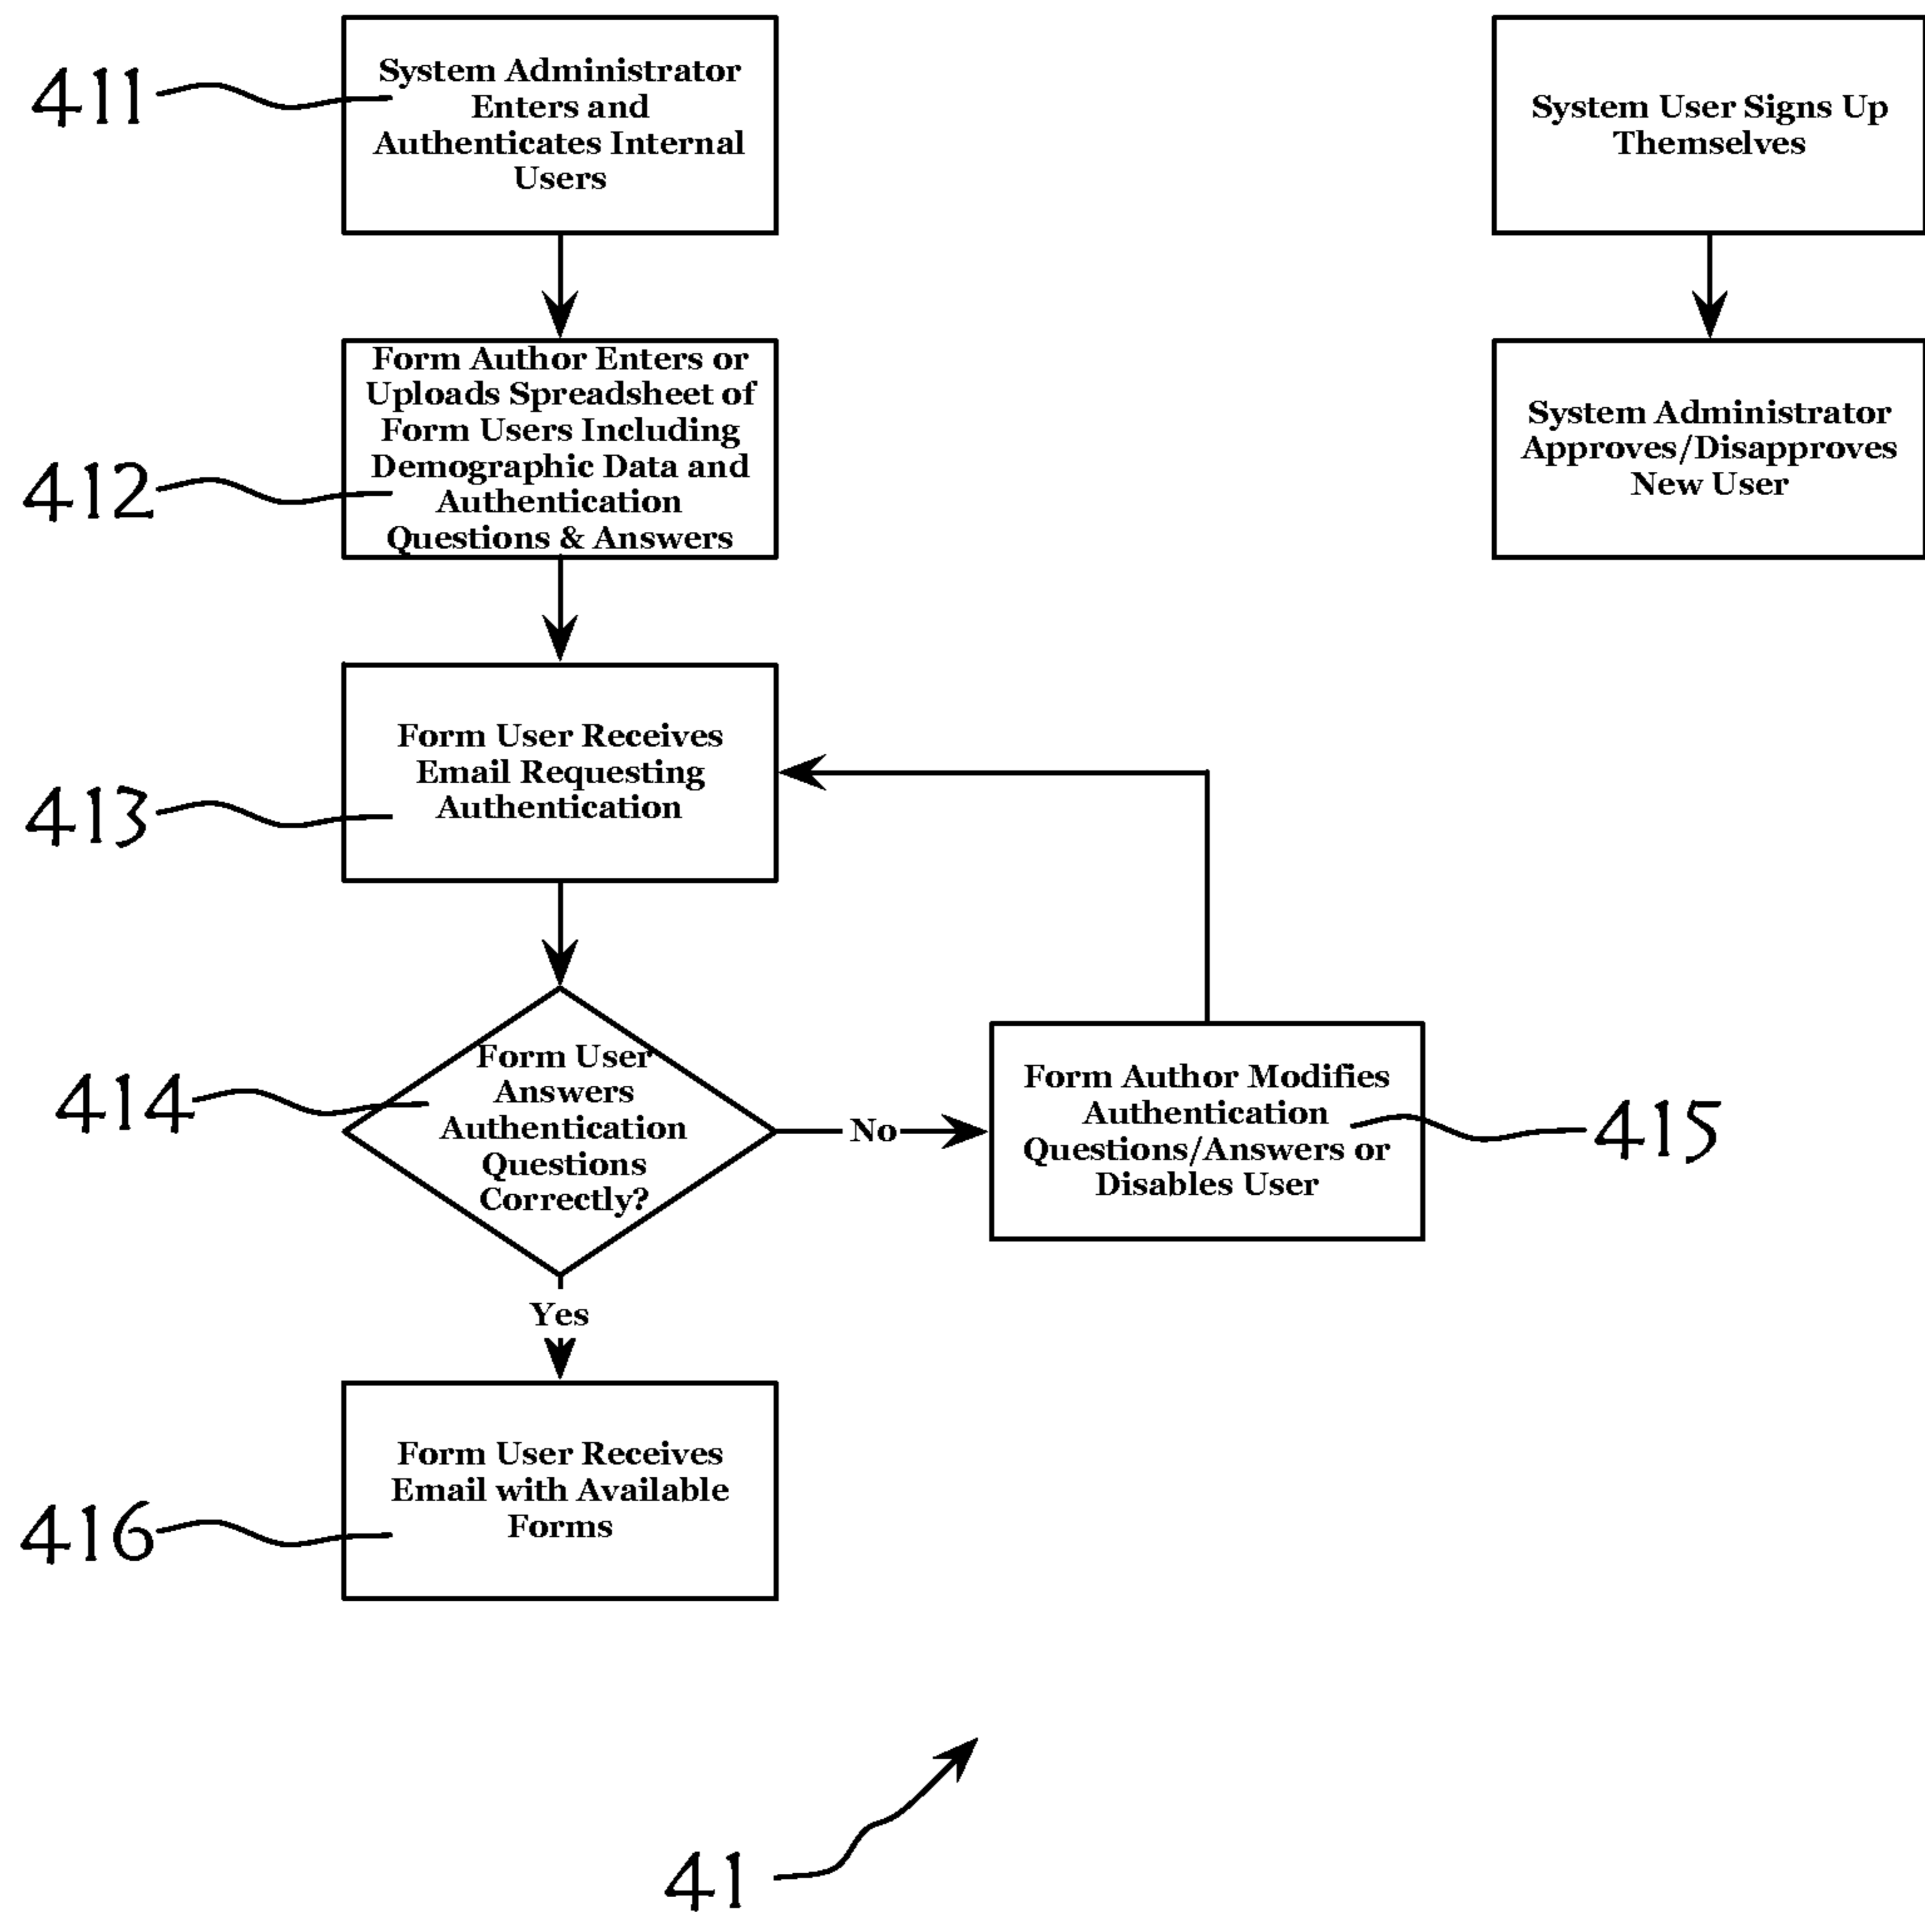 411
System Administrator
Enters and
Authenticates Internal
Users
System User Signs Up
Themselves
412
Form Author Enters or
Uploads Spreadsheet of
Form Users Including
Demographic Data and
Authentication
Questions & Answers
System Administrator
Approves/Disapproves
New User
413
Form User Receives
Email Requesting
Authentication
414
Form User
Answers
Authentication
Questions
Correctly?
No
Form Author Modifies
Authentication
Questions/Answers or
Disables User
415
Yes
416
Form User Receives
Email with Available
Forms
41